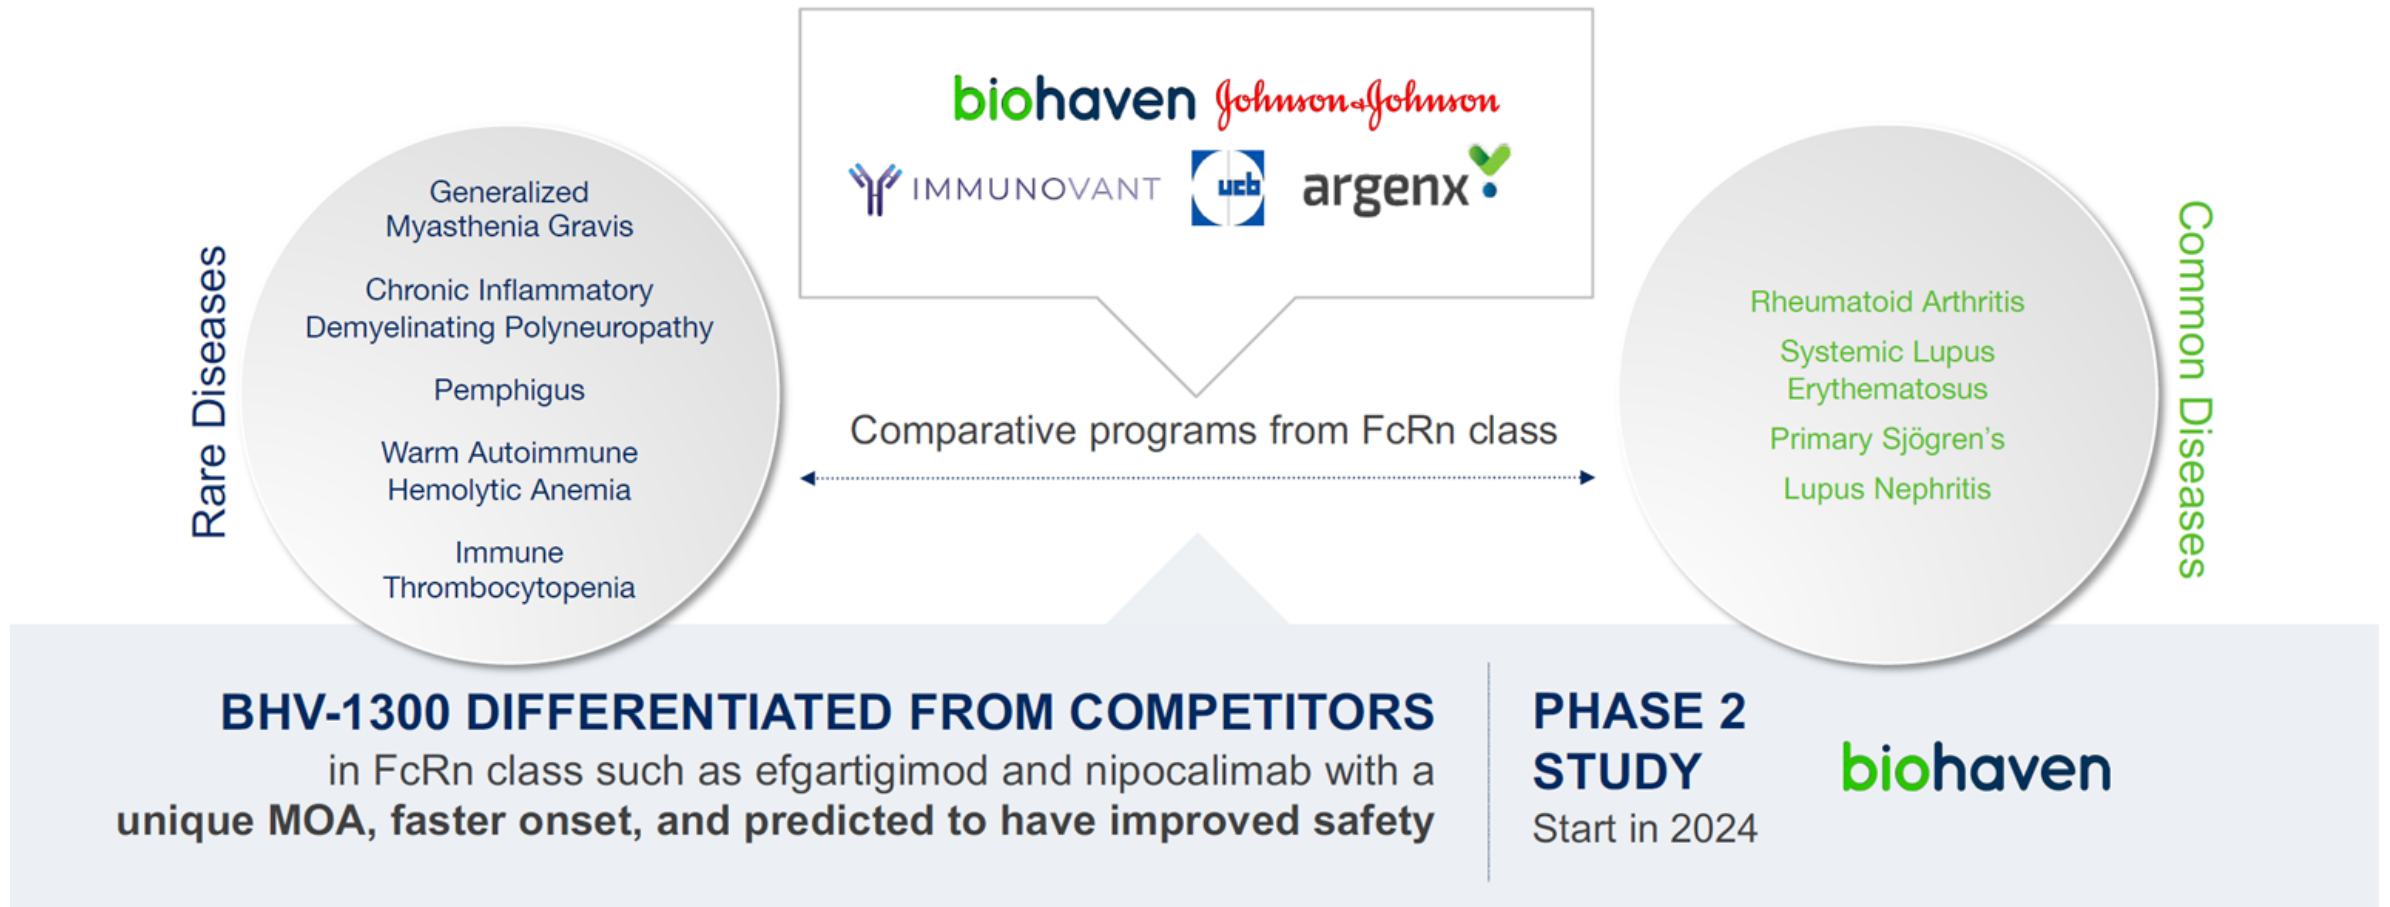 biohaven Johnson&Johnson
IMMUNOVANT ucb argenx
Rare Diseases
Generalized
Myasthenia Gravis
Chronic Inflammatory
Demyelinating Polyneuropathy
Pemphigus
Warm Autoimmune
Hemolytic Anemia
Immune
Thrombocytopenia
Comparative programs from FcRn class
Rheumatoid Arthritis
Systemic Lupus
Erythematosus
Primary Sjögren's
Lupus Nephritis
Common Diseases
BHV-1300 DIFFERENTIATED FROM COMPETITORS
in FcRn class such as efgartigimod and nipocalimab with a
unique MOA, faster onset, and predicted to have improved safety
PHASE 2
STUDY
Start in 2024
biohaven